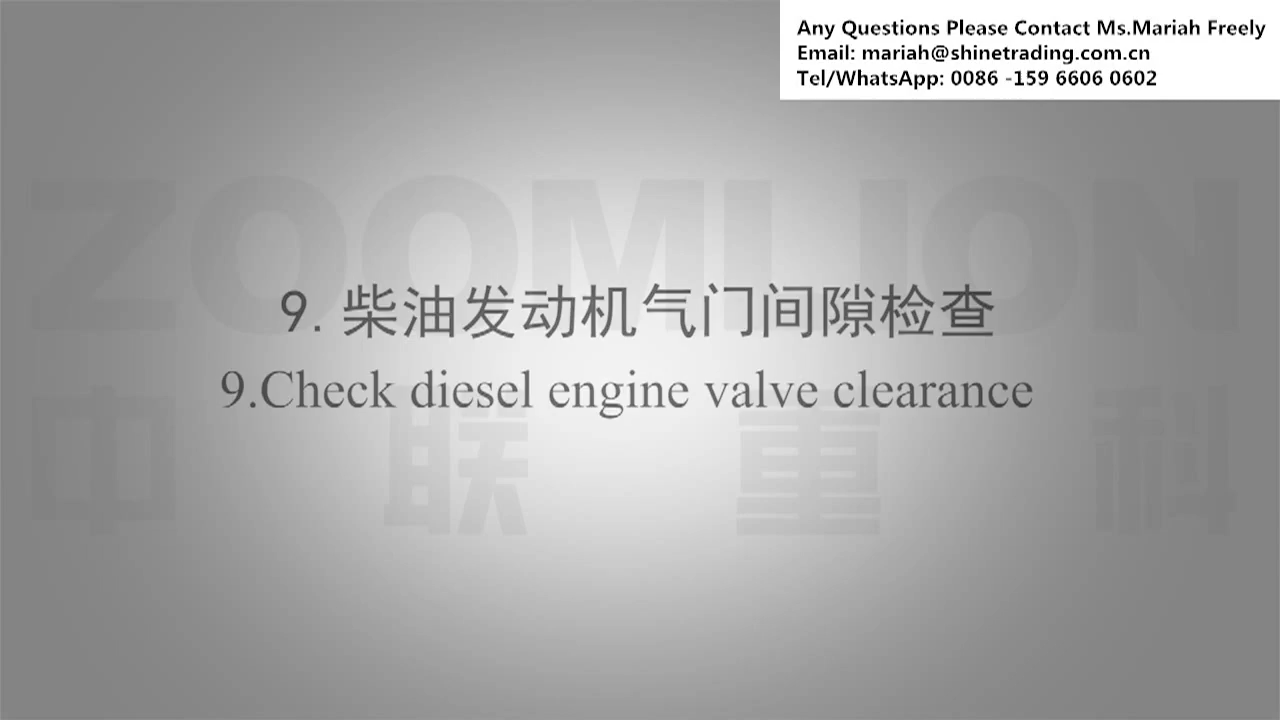 Any Questions Please Contact Ms.Mariah Freely
Email: mariah@shinetrading.com.cn
Tel/WhatsApp: 0086 -159 6606 0602
ZOOMLION
9.柴油发动机气门间隙检查
9.Check diesel engine valve clearance
中联重科